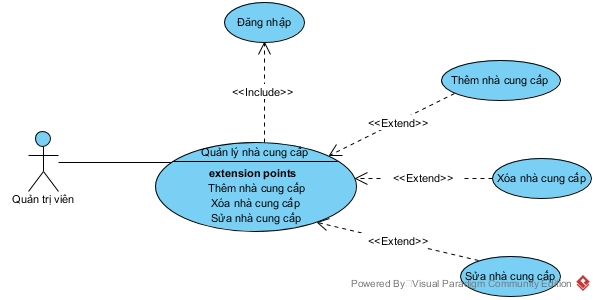 Đăng nhập
<<Include>>
Thêm nhà cung cấp
<<Extend>>
Quản lý nhà cung cấp
extension points
Thêm nhà cung cấp
Xóa nhà cung cấp
Sửa nhà cung cấp
Quản trị viên
<<Extend>>
Xóa nhà cung cấp
<<Extend>>
Sửa nhà cung cấp
Powered By Visual Paradigm Community Edition